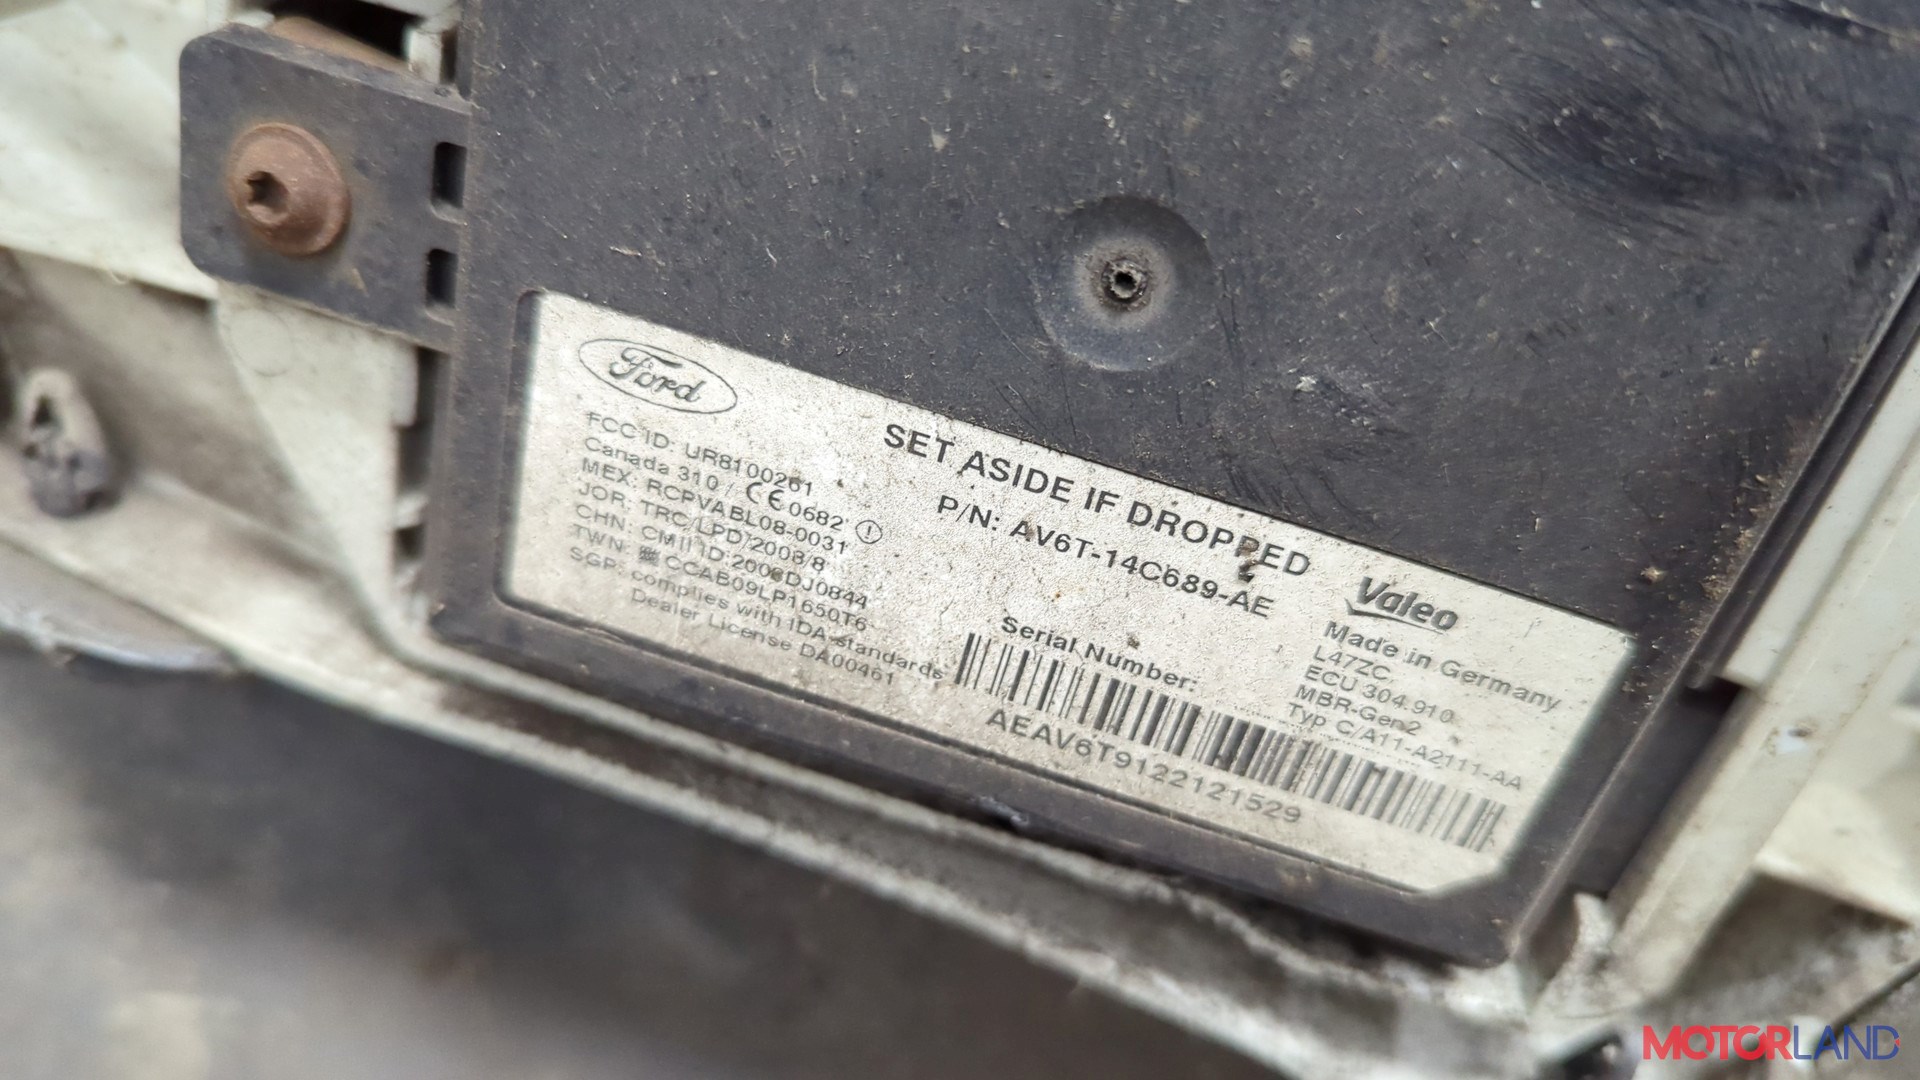 Ford
SET ASIDE IF DROPPED
P/N: AV6T-14C689-AE
FCC ID: UR8100261
Canada 310 / CE 0682
MEX: RCPVABL08-0031
JOR: TRC/LPD/2008/8
CHN: CMII ID:2008DJ0844
TWN: CCAB09LP1650T6
SGP: complies with IDA-standards
Dealer License DA00461
Serial Number:
AEAV6T9122121529
Valeo
Made in Germany
L47ZC
ECU 304.910
MBR-Gen2
Typ C/A11-A2111-AA
MOTORLAND